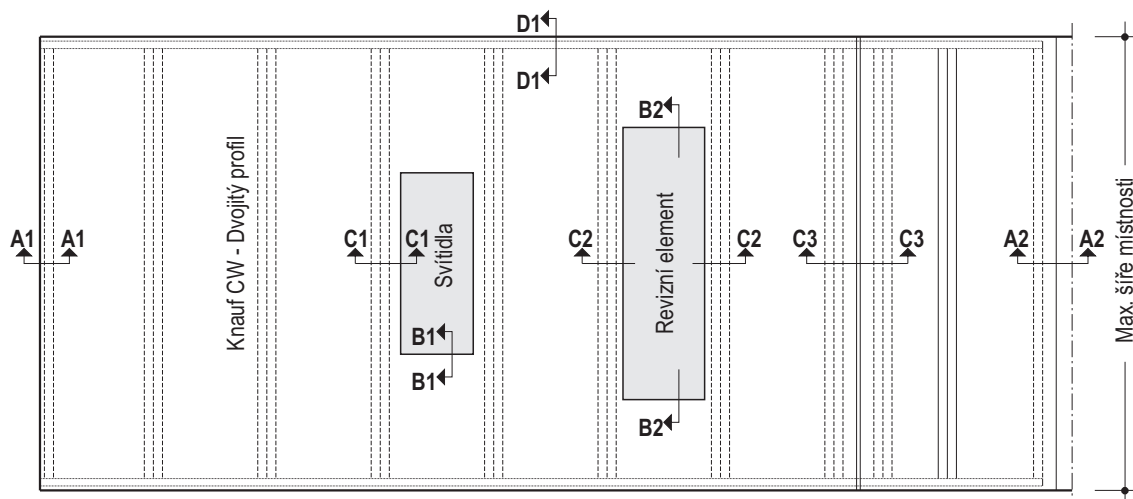 D1
D1
B2
Knauf CW - Dvojitý profil
Svítidla
Revizní element
Max. šíře místnosti
A1 A1
C1 C1
C2 C2
C3 C3
A2 A2
B1
B1
B2